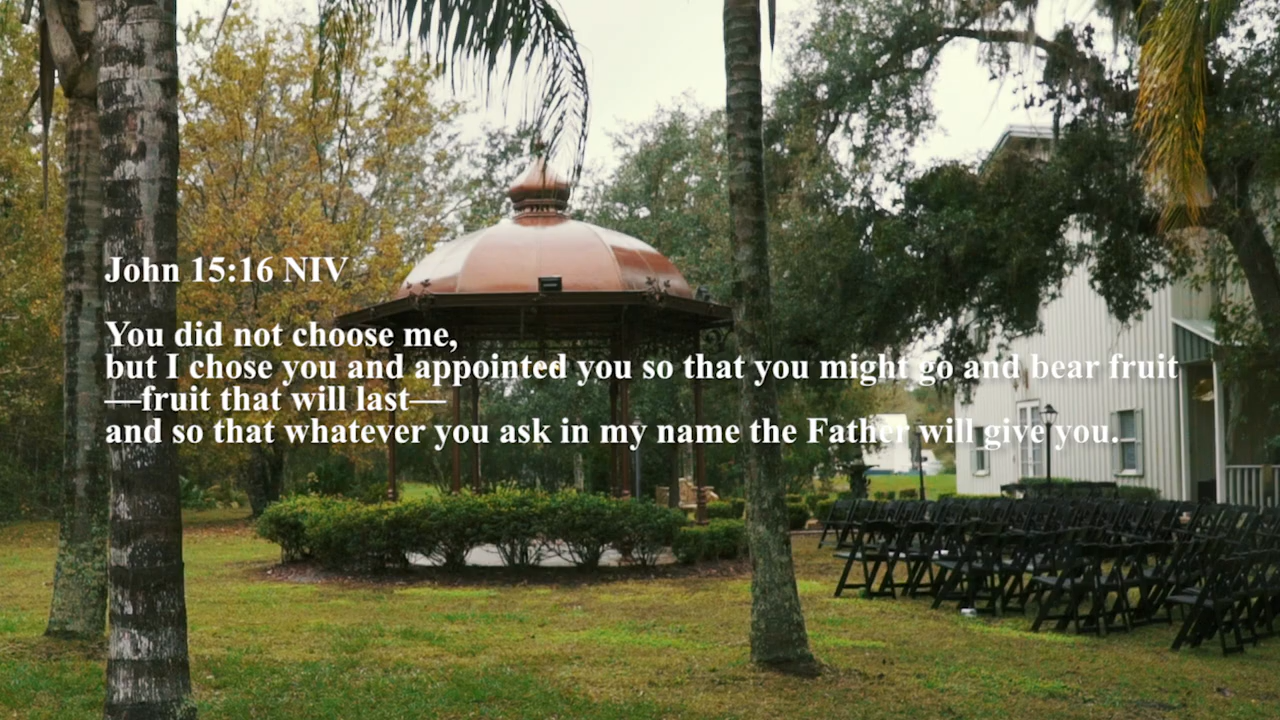 John 15:16 NIV
You did not choose me,
but I chose you and appointed you so that you might go and bear fruit
—fruit that will last—
and so that whatever you ask in my name the Father will give you.